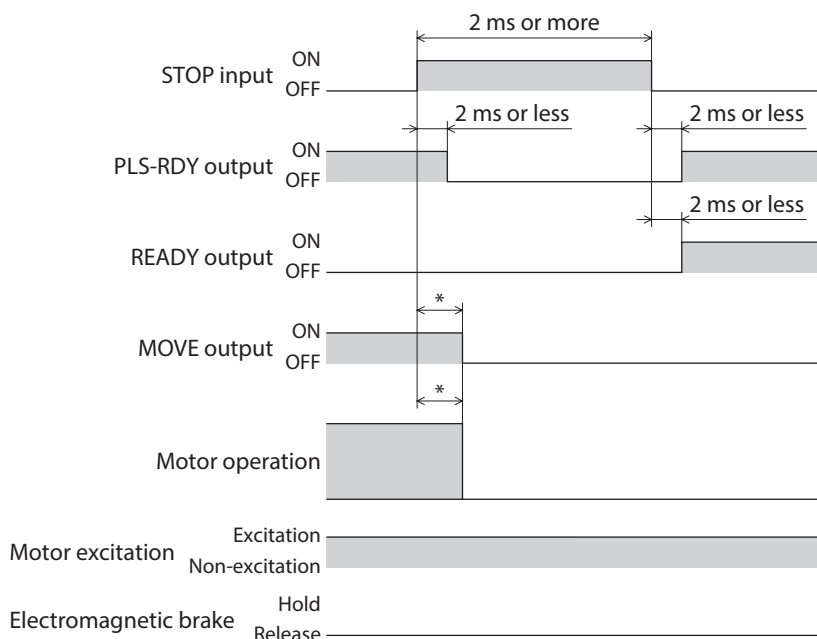 2 ms or more
STOP input
ON
OFF
2 ms or less
2 ms or less
PLS-RDY output
ON
OFF
2 ms or less
READY output
ON
OFF
*
MOVE output
ON
OFF
*
Motor operation
Motor excitation
Excitation
Non-excitation
Electromagnetic brake
Hold
Release